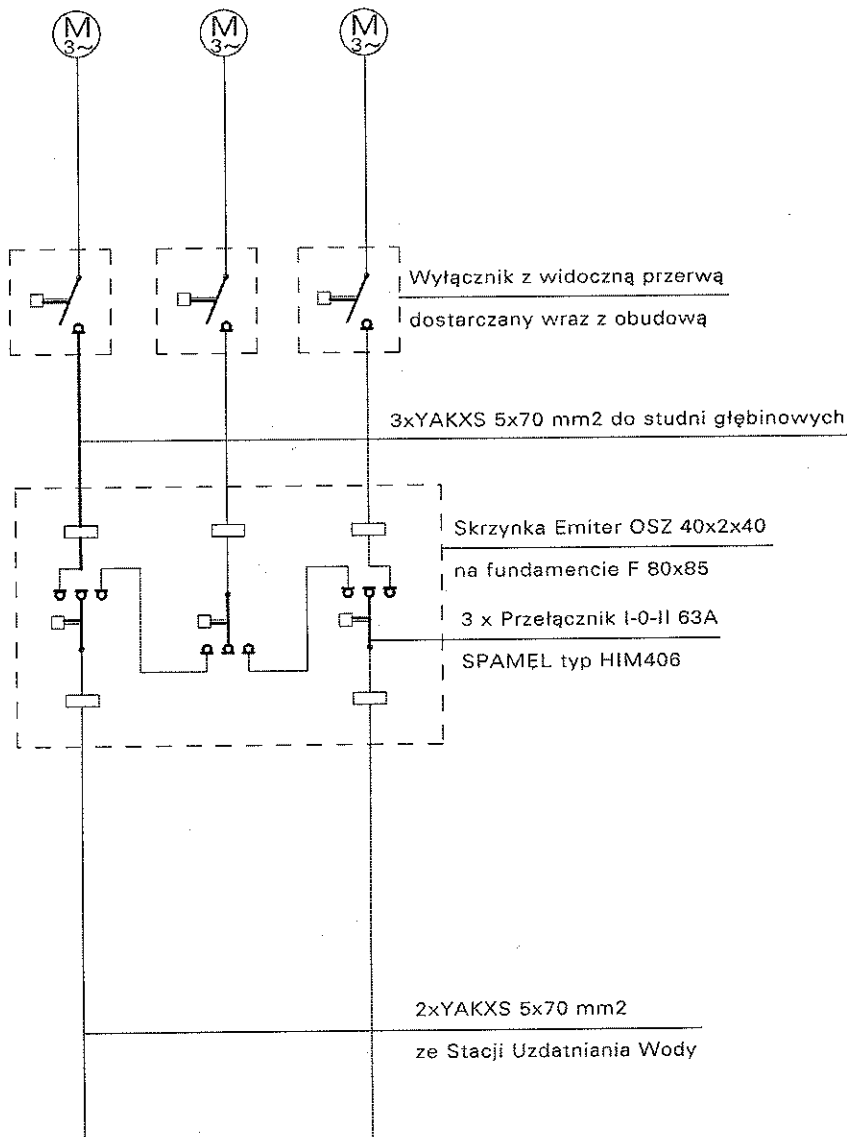 M M M
3~ 3~ 3~
Wyłącznik z widoczną przerwą
dostarczany wraz z obudową
3xYAKXS 5x70 mm2 do studni głębinowych
Skrzynka Emiter OSZ 40x2x40
na fundamencie F 80x85
3 x Przełącznik I-0-II 63A
SPAMEL typ HIM406
2xYAKXS 5x70 mm2
ze Stacji Uzdatniania Wody